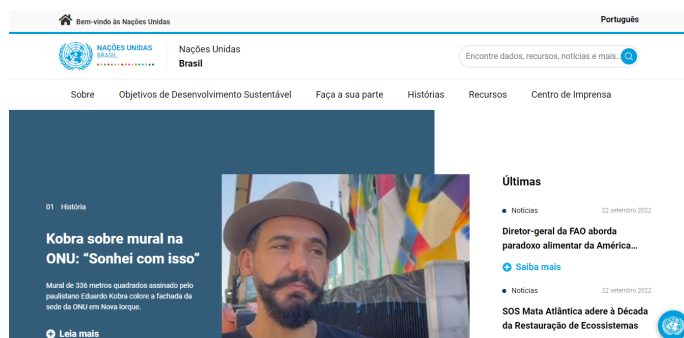 Bem-vindo às Nações Unidas
Português
NAÇÕES UNIDAS
BRASIL
Nações Unidas
Brasil
Encontre dados, recursos, notícias e mais..
Sobre
Objetivos de Desenvolvimento Sustentável
Faça a sua parte
Histórias
Recursos
Centro de Imprensa
01 História
Kobra sobre mural na
ONU: “Sonhei com isso”
Mural de 336 metros quadrados assinado pelo
paulistano Eduardo Kobra colore a fachada da
sede da ONU em Nova Iorque.
Leia mais
Últimas
Notícias
22 setembro 2022
Diretor-geral da FAO aborda
paradoxo alimentar da América...
Saiba mais
Notícias
22 setembro 2022
SOS Mata Atlântica adere à Década
da Restauração de Ecossistemas